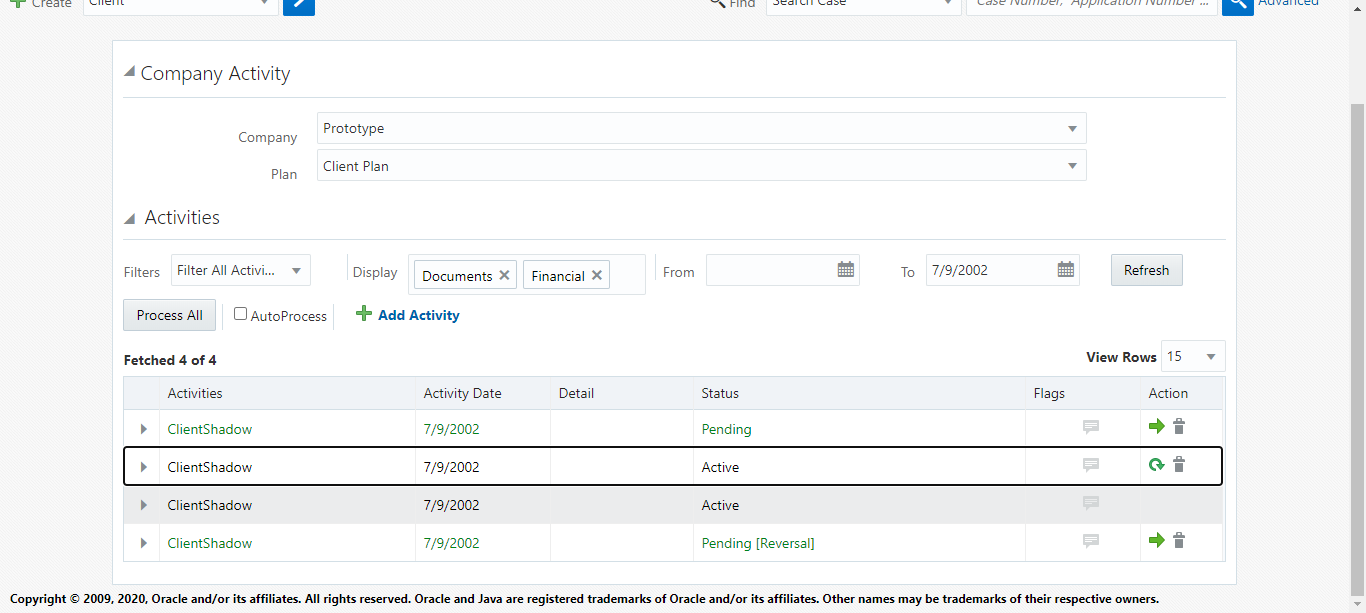 Create Client Find Search Case Case Number, Application Number ... Advanced
Company Activity
Company Prototype
Plan Client Plan
Activities
Filters Filter All Activi... Display Documents Financial From To 7/9/2002 Refresh
Process All AutoProcess Add Activity
Fetched 4 of 4 View Rows 15
Activities Activity Date Detail Status Flags Action
ClientShadow 7/9/2002 Pending
ClientShadow 7/9/2002 Active
ClientShadow 7/9/2002 Active
ClientShadow 7/9/2002 Pending [Reversal]
Copyright © 2009, 2020, Oracle and/or its affiliates. All rights reserved. Oracle and Java are registered trademarks of Oracle and/or its affiliates. Other names may be trademarks of their respective owners.